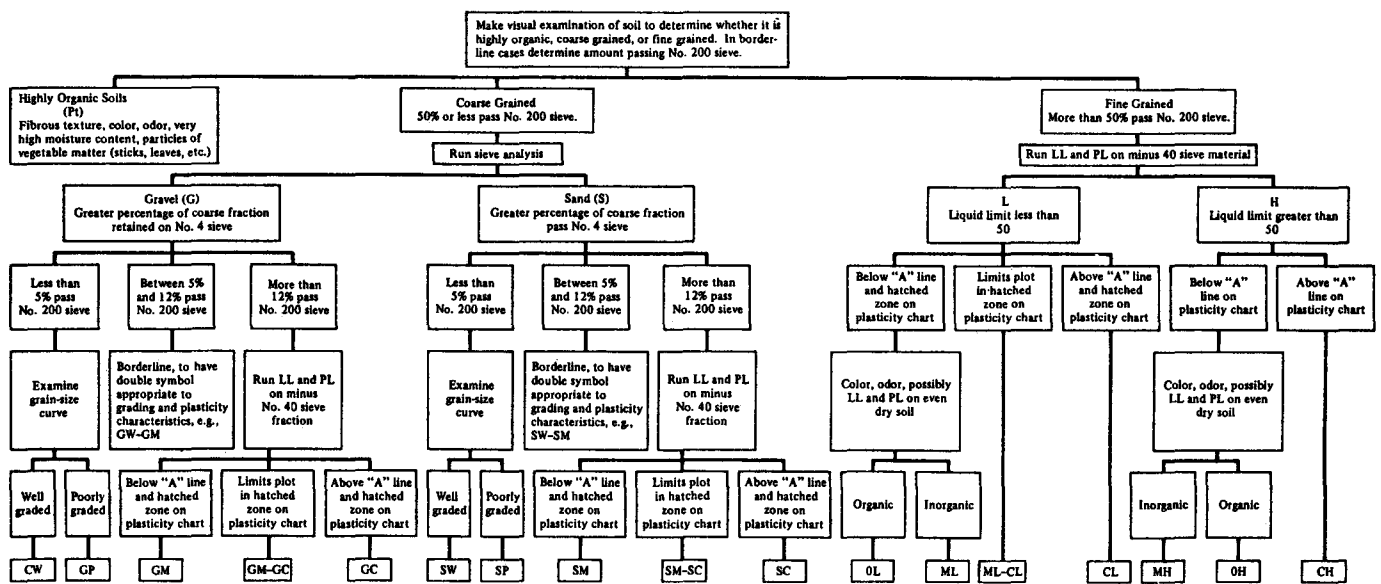 Make visual examination of soil to determine whether it is
highly organic, coarse grained, or fine grained. In border-
line cases determine amount passing No. 200 sieve.
Highly Organic Soils
(Pt)
Fibrous texture, color, odor, very
high moisture content, particles of
vegetable matter (sticks, leaves, etc.)
Coarse Grained
50% or less pass No. 200 sieve.
Fine Grained
More than 50% pass No. 200 sieve.
Run sieve analysis
Run LL and PL on minus 40 sieve material
Gravel (G)
Greater percentage of coarse fraction
retained on No. 4 sieve
Sand (S)
Greater percentage of coarse fraction
pass No. 4 sieve
L
Liquid limit less than
50
H
Liquid limit greater than
50
Less than
5% pass
No. 200 sieve
Between 5%
and 12% pass
No. 200 sieve
More than
12% pass
No. 200 sieve
Less than
5% pass
No. 200 sieve
Between 5%
and 12% pass
No. 200 sieve
More than
12% pass
No. 200 sieve
Below "A" line
and hatched
zone on
plasticity chart
Limits plot
in hatched
zone on
plasticity chart
Above "A" line
and hatched
zone on
plasticity chart
Below "A"
line on
plasticity chart
Above "A"
line on
plasticity chart
Examine
grain-size
curve
Borderline, to have
double symbol
appropriate to
grading and plasticity
characteristics, e.g.,
GW–GM
Run LL and PL
on minus
No. 40 sieve
fraction
Examine
grain-size
curve
Borderline, to have
double symbol
appropriate to
grading and plasticity
characteristics, e.g.,
SW–SM
Run LL and PL
on minus
No. 40 sieve
fraction
Color, odor, possibly
LL and PL on even
dry soil
Color, odor, possibly
LL and PL on even
dry soil
Well
graded
Poorly
graded
Below "A" line
and hatched
zone on
plasticity chart
Limits plot
in hatched
zone on
plasticity chart
Above "A" line
and hatched
zone on
plasticity chart
Well
graded
Poorly
graded
Below "A" line
and hatched
zone on
plasticity chart
Limits plot
in hatched
zone on
plasticity chart
Above "A" line
and hatched
zone on
plasticity chart
Organic
Inorganic
Inorganic
Organic
CW
GP
GM
GM–GC
GC
SW
SP
SM
SM–SC
SC
0L
ML
ML–CL
CL
MH
0H
CH